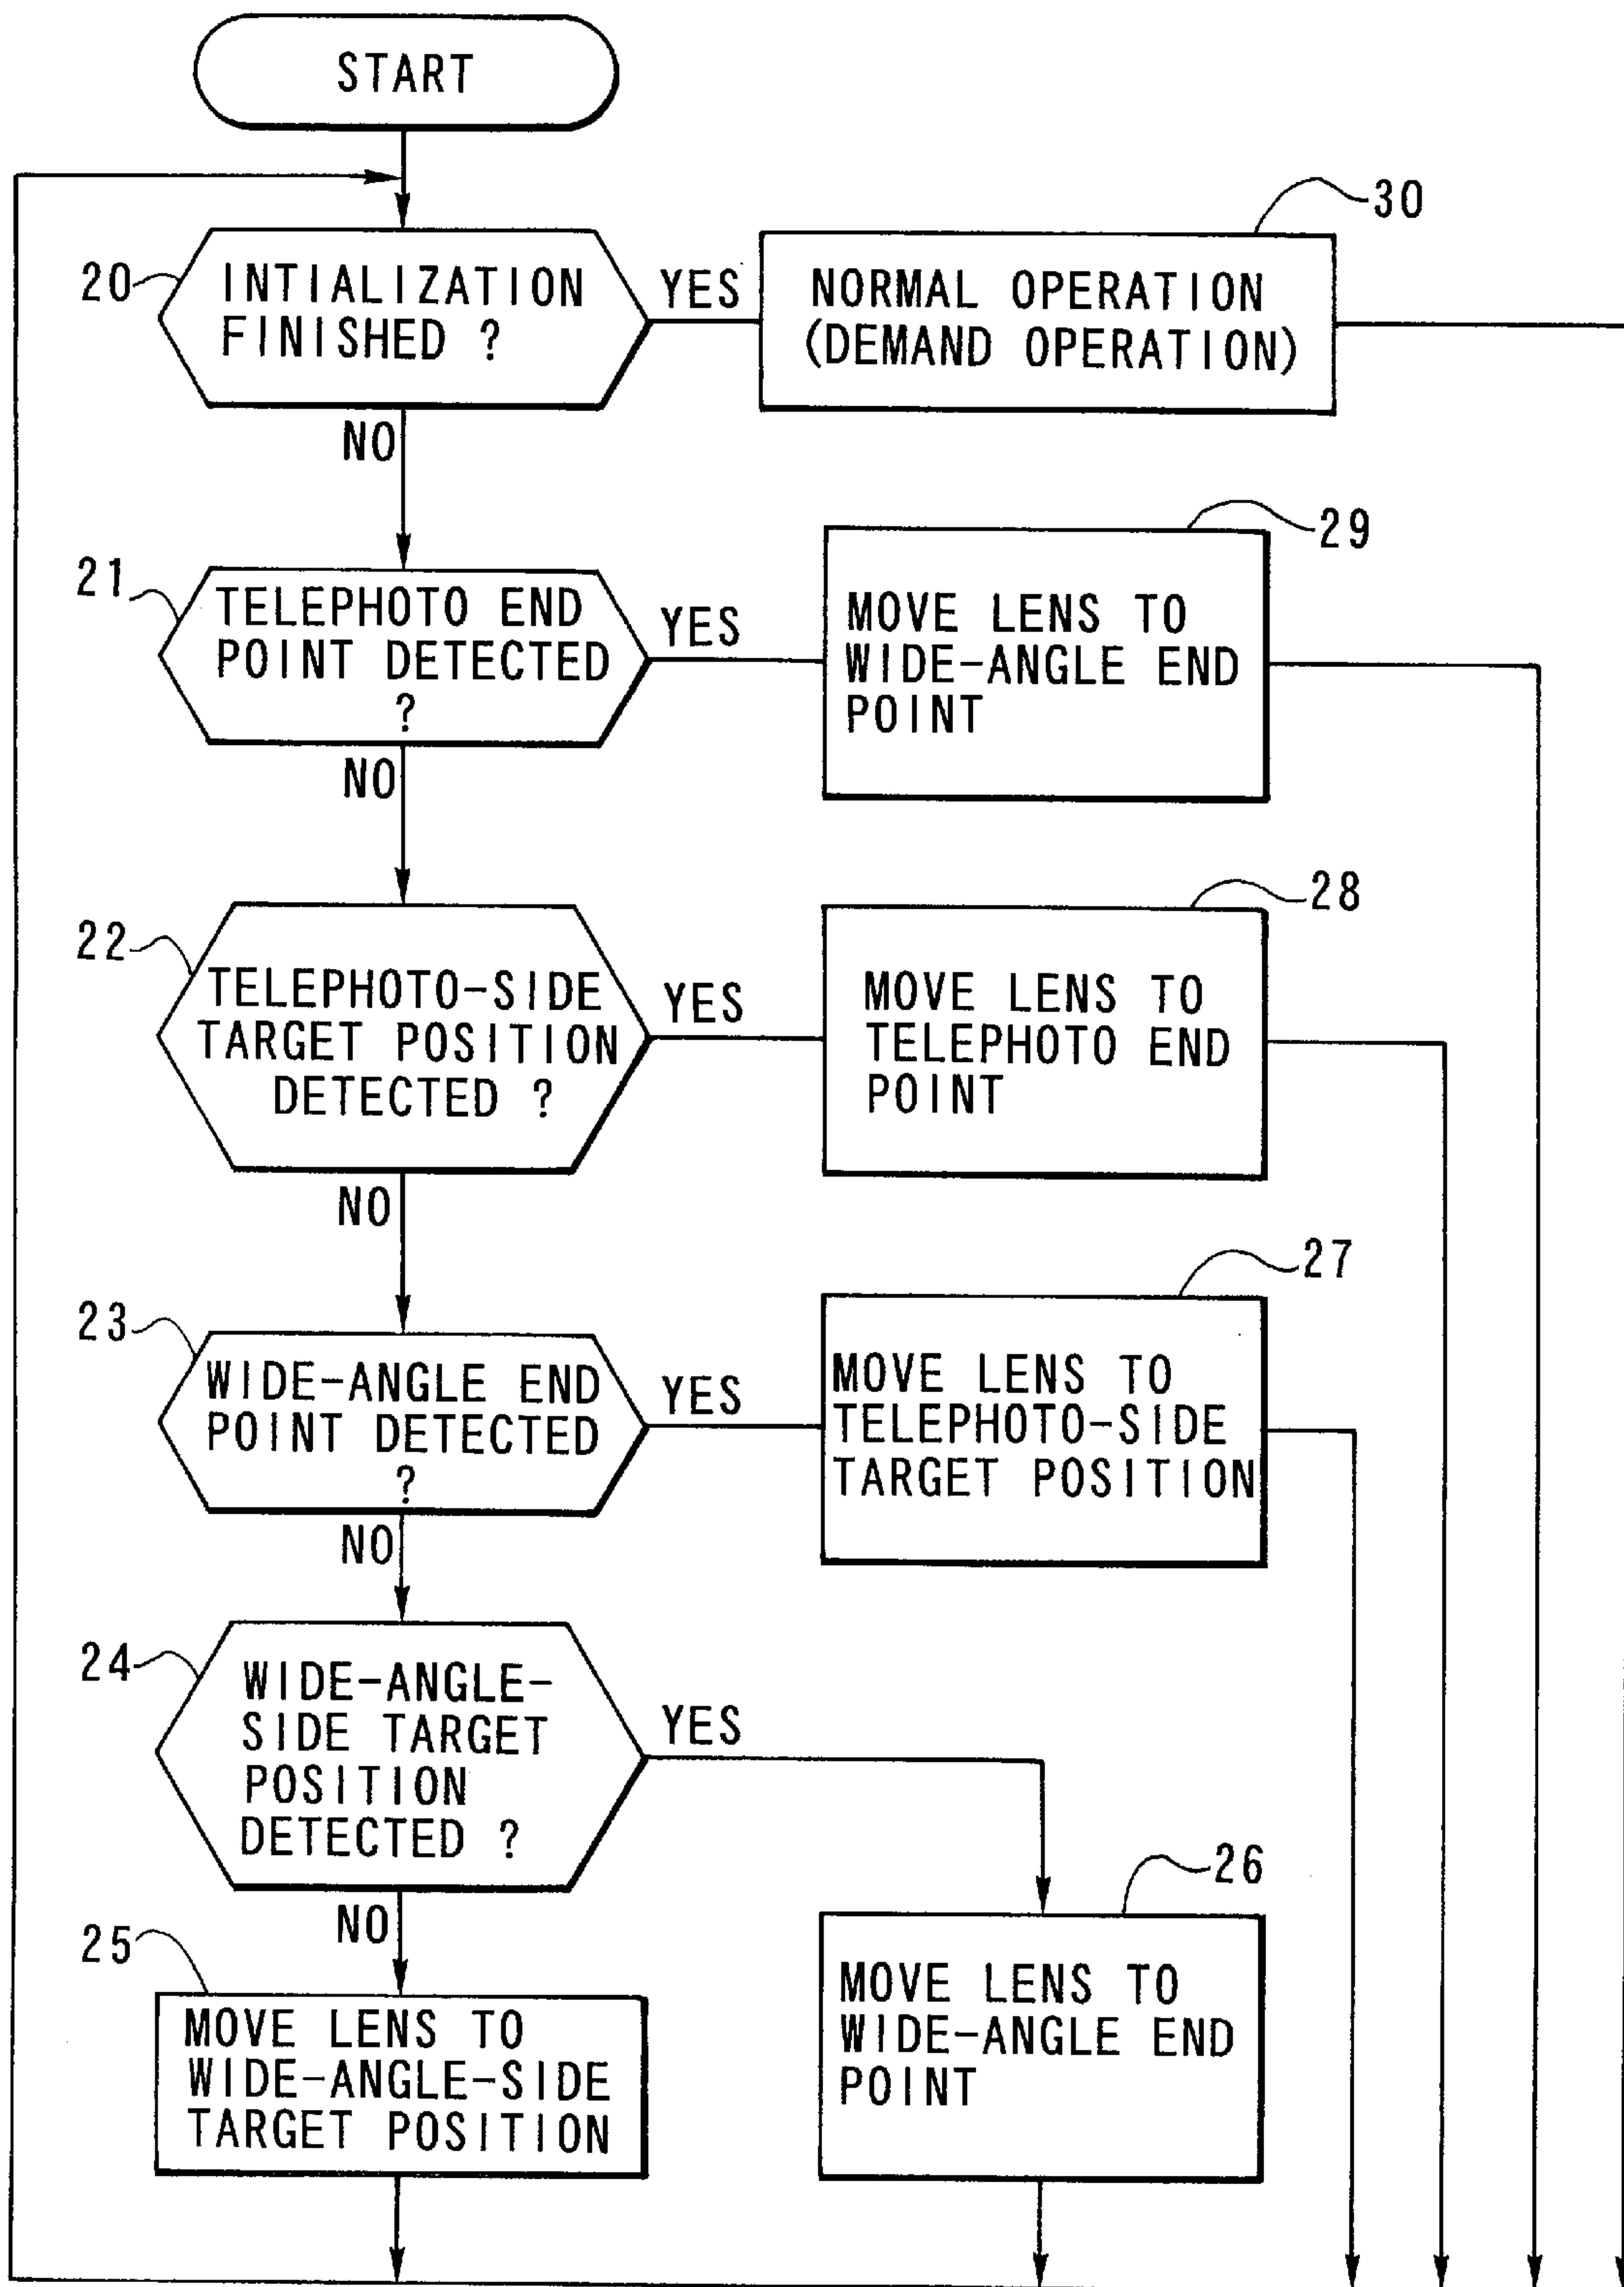 START
20
INTIALIZATION
FINISHED ?
YES
30
NORMAL OPERATION
(DEMAND OPERATION)
NO
21
TELEPHOTO END
POINT DETECTED
?
YES
29
MOVE LENS TO
WIDE-ANGLE END
POINT
NO
22
TELEPHOTO-SIDE
TARGET POSITION
DETECTED ?
YES
28
MOVE LENS TO
TELEPHOTO END
POINT
NO
23
WIDE-ANGLE END
POINT DETECTED
?
YES
27
MOVE LENS TO
TELEPHOTO-SIDE
TARGET POSITION
NO
24
WIDE-ANGLE-
SIDE TARGET
POSITION
DETECTED ?
YES
26
MOVE LENS TO
WIDE-ANGLE END
POINT
NO
25
MOVE LENS TO
WIDE-ANGLE-SIDE
TARGET POSITION